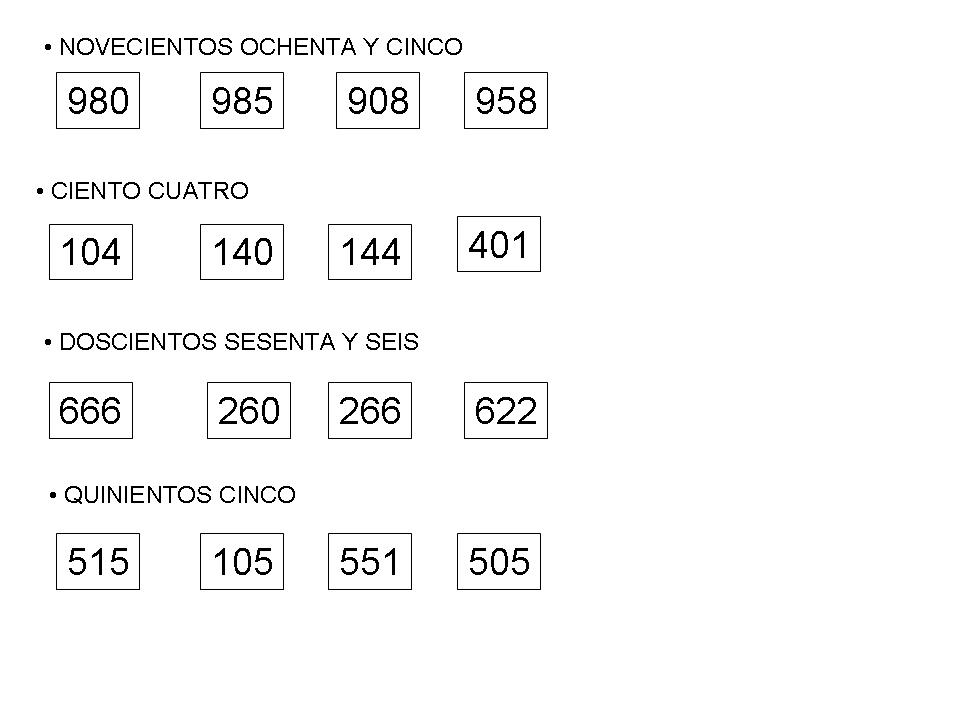 • NOVECIENTOS OCHENTA Y CINCO
980 985 908 958
• CIENTO CUATRO
104 140 144 401
• DOSCIENTOS SESENTA Y SEIS
666 260 266 622
• QUINIENTOS CINCO
515 105 551 505